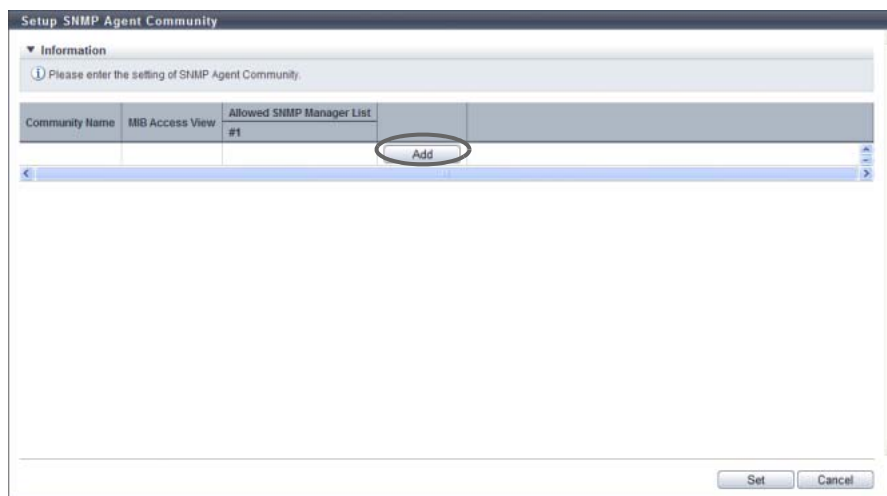 Setup SNMP Agent Community
▼ Information
Please enter the setting of SNMP Agent Community.
Community Name MIB Access View Allowed SNMP Manager List
#1
Add
Set Cancel